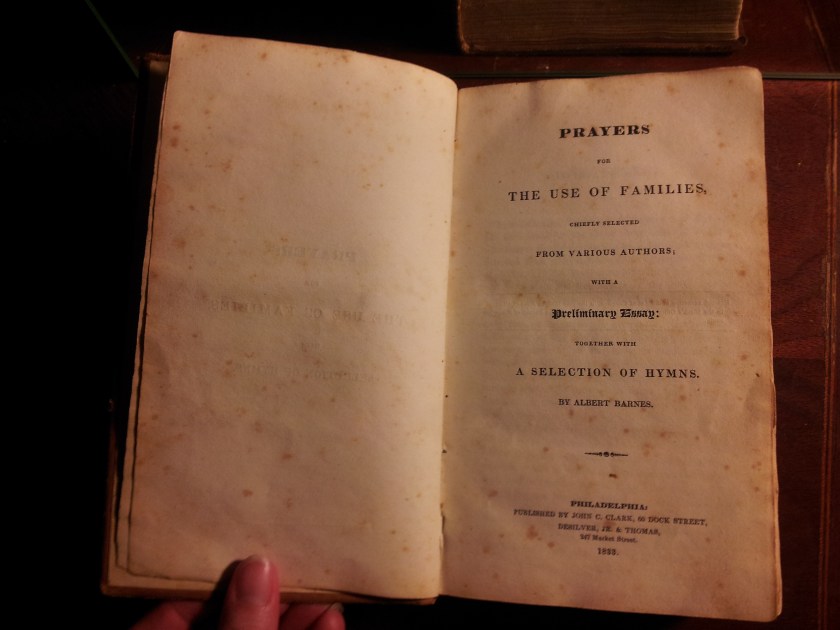 PRAYERS
FOR
THE USE OF FAMILIES,
CHIEFLY SELECTED
FROM VARIOUS AUTHORS;
WITH A
Preliminary Essay:
TOGETHER WITH
A SELECTION OF HYMNS.
BY ALBERT BARNES.
PHILADELPHIA:
PUBLISHED BY JOHN C. CLARK, 60 DOCK STREET,
DESILVER, JR. & THOMAS,
247 Market Street.
1833.